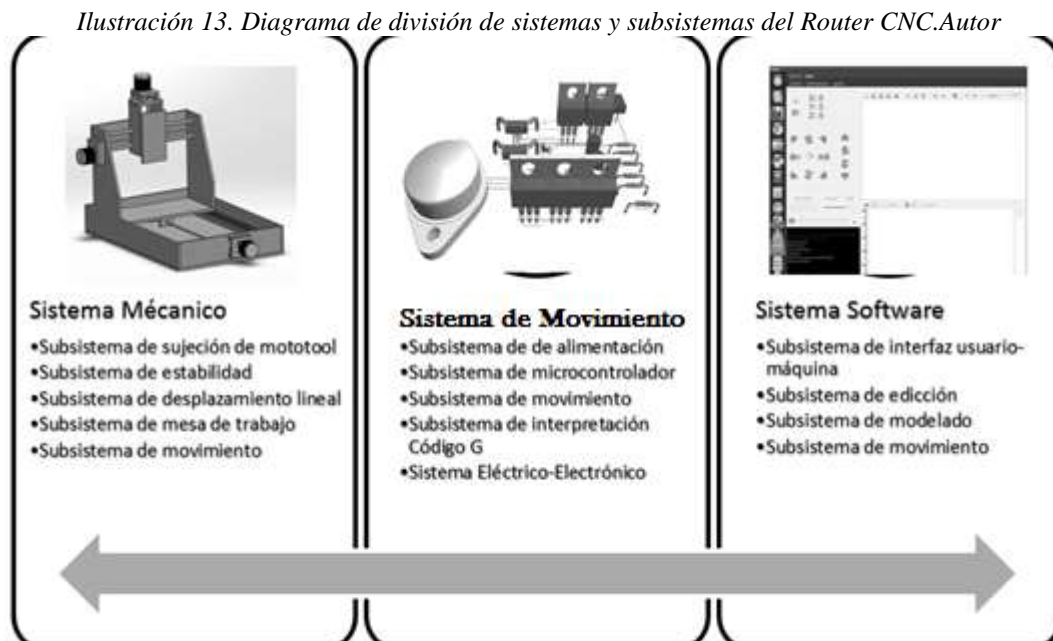 Ilustración 13. Diagrama de división de sistemas y subsistemas del Router CNC.Autor
Sistema Mécanico
•Subsistema de sujeción de mototool
•Subsistema de estabilidad
•Subsistema de desplazamiento lineal
•Subsistema de mesa de trabajo
•Subsistema de movimiento
Sistema de Movimiento
•Subsistema de de alimentación
•Subsistema de microcontrolador
•Subsistema de movimiento
•Subsistema de interpretación
Código G
•Sistema Eléctrico-Electrónico
Sistema Software
•Subsistema de interfaz usuario-
máquina
•Subsistema de edicción
•Subsistema de modelado
•Subsistema de movimiento